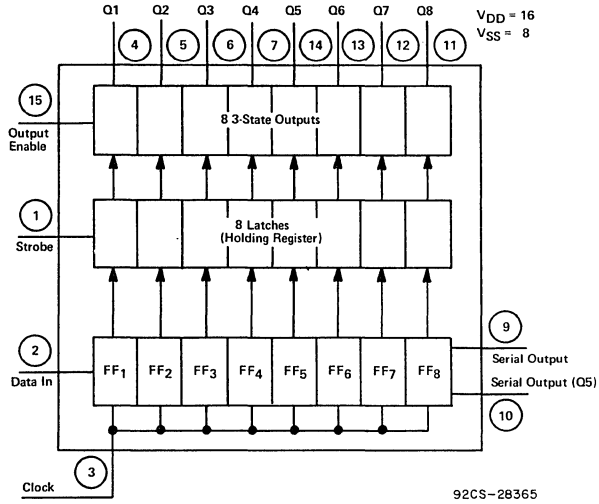 Q1 Q2 Q3 Q4 Q5 Q6 Q7 Q8
VDD = 16
VSS = 8
4 5 6 7 14 13 12 11
15
Output
Enable
8 3-State Outputs
1
Strobe
8 Latches
(Holding Register)
2
Data In
FF1 FF2 FF3 FF4 FF5 FF6 FF7 FF8
9
Serial Output
Serial Output (Q5)
10
3
Clock
92CS-28365